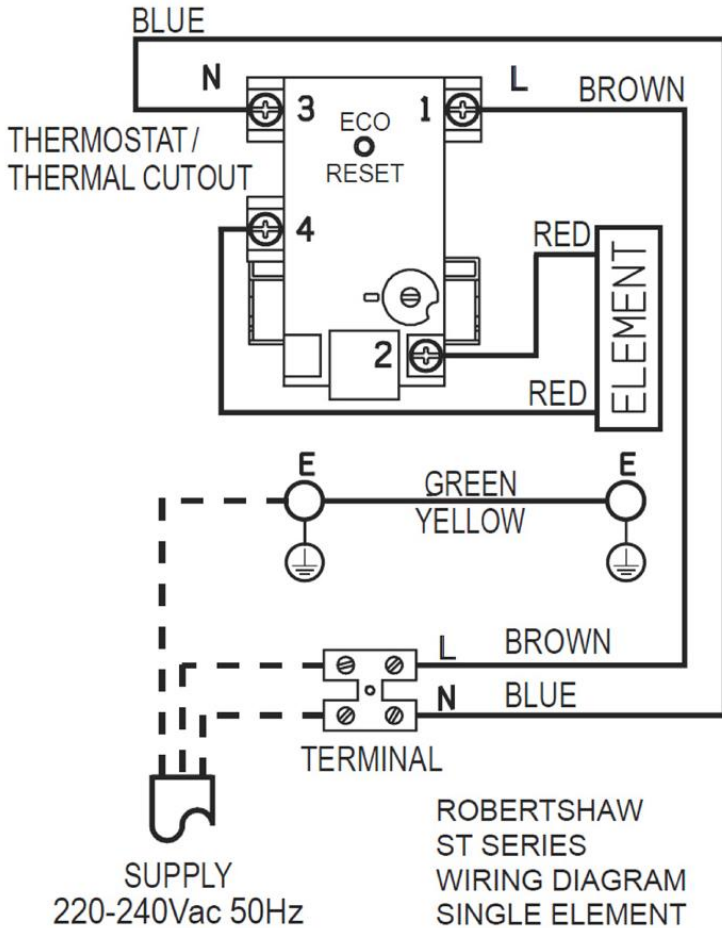 BLUE
N
L
BROWN
3
ECO
1
RESET
THERMOSTAT /
THERMAL CUTOUT
4
RED
ELEMENT
2
RED
E
E
GREEN
YELLOW
L
BROWN
N
BLUE
TERMINAL
SUPPLY
220-240Vac 50Hz
ROBERTSHAW
ST SERIES
WIRING DIAGRAM
SINGLE ELEMENT